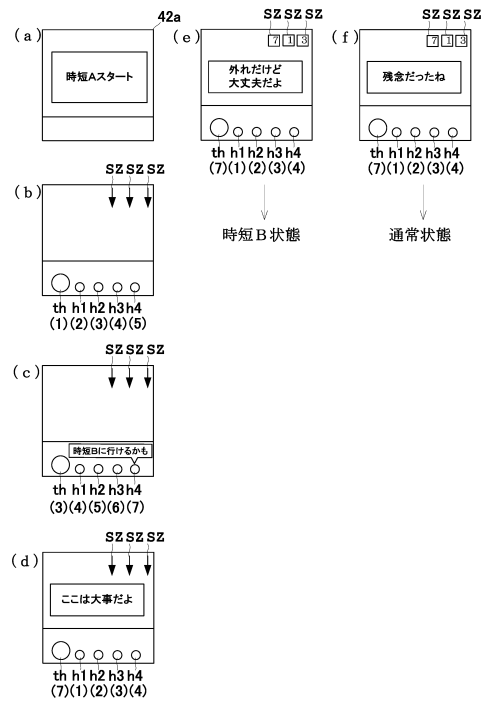 (a)
42a
時短Aスタート
(b)
SZ SZ SZ
th h1 h2 h3 h4
(1)(2)(3)(4)(5)
(c)
SZ SZ SZ
時短Bに行けるかも
th h1 h2 h3 h4
(3)(4)(5)(6)(7)
(d)
SZ SZ SZ
ここは大事だよ
th h1 h2 h3 h4
(7)(1)(2)(3)(4)
(e)
SZ SZ SZ
7 1 3
外れだけど
大丈夫だよ
th h1 h2 h3 h4
(7)(1)(2)(3)(4)
時短B状態
(f)
SZ SZ SZ
7 1 3
残念だったね
th h1 h2 h3 h4
(7)(1)(2)(3)(4)
通常状態